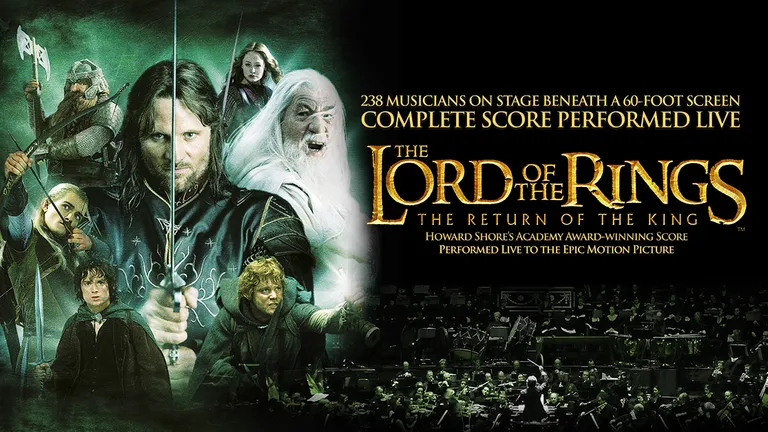 238 MUSICIANS ON STAGE BENEATH A 60-FOOT SCREEN
COMPLETE SCORE PERFORMED LIVE
THE
LORD OF THE RINGS
THE RETURN OF THE KING
TM
HOWARD SHORE'S ACADEMY AWARD-WINNING SCORE
PERFORMED LIVE TO THE EPIC MOTION PICTURE